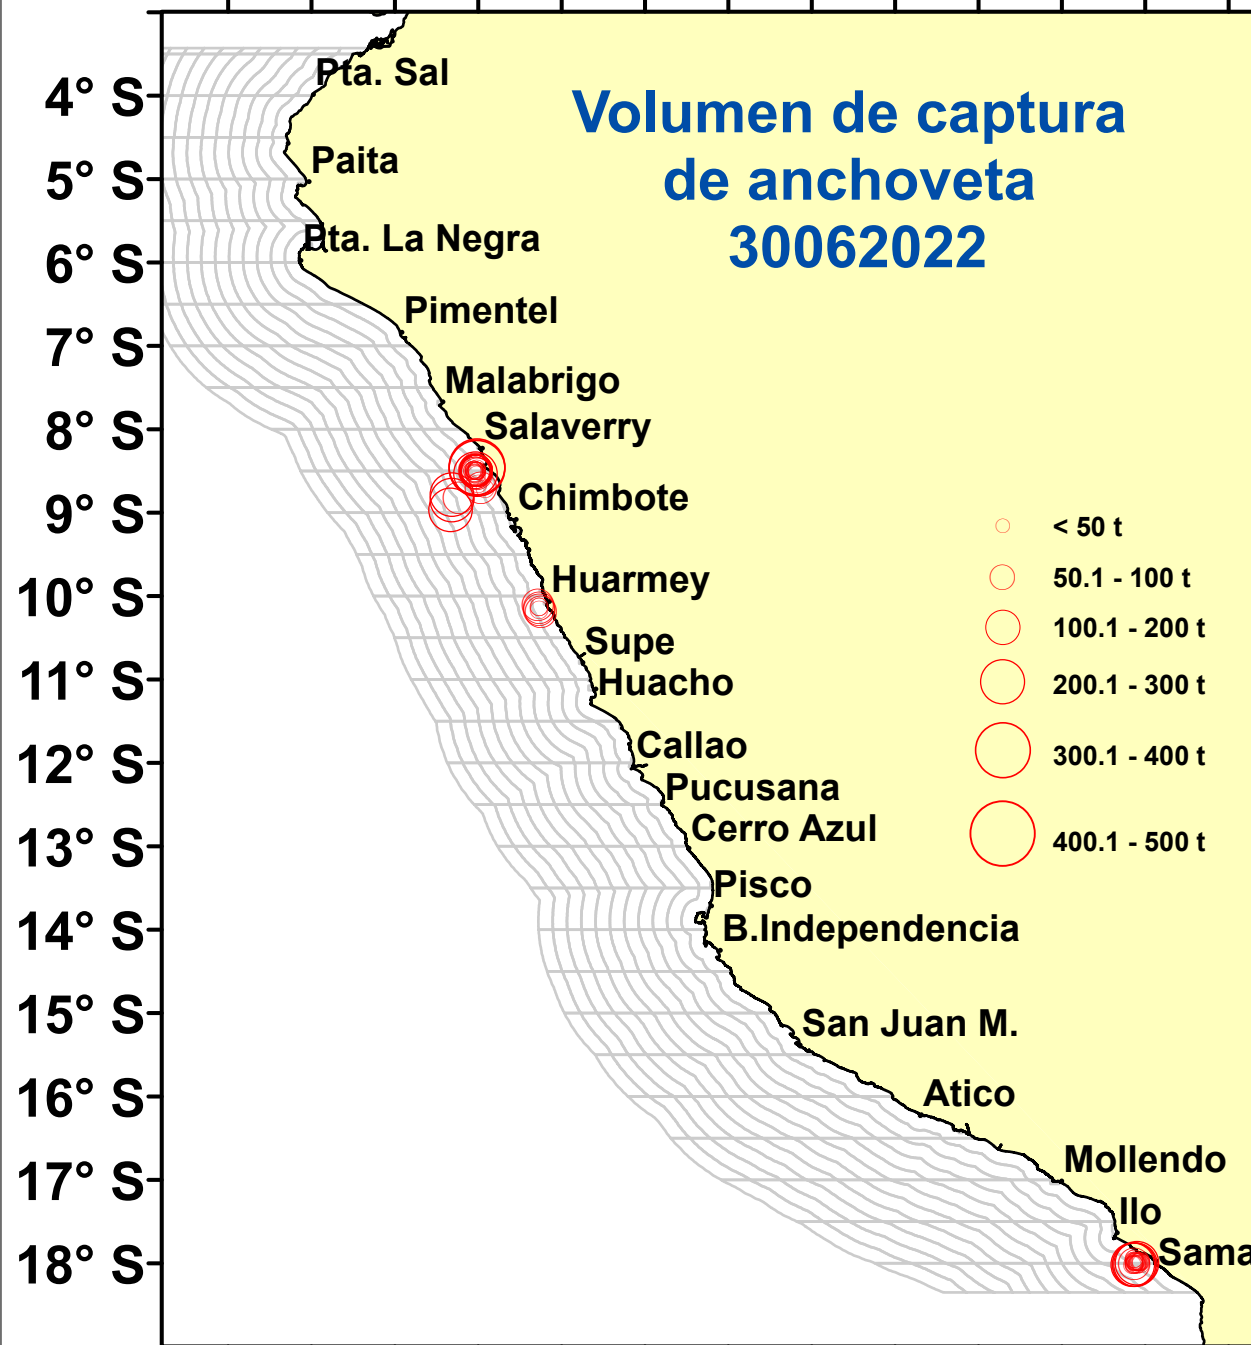 Volumen de captura
de anchoveta
30062022
4° S
5° S
6° S
7° S
8° S
9° S
10° S
11° S
12° S
13° S
14° S
15° S
16° S
17° S
18° S
Pta. Sal
Paita
Pta. La Negra
Pimentel
Malabrigo
Salaverry
Chimbote
Huarmey
Supe
Huacho
Callao
Pucusana
Cerro Azul
Pisco
B.Independencia
San Juan M.
Atico
Mollendo
Ilo
Sama
< 50 t
50.1 - 100 t
100.1 - 200 t
200.1 - 300 t
300.1 - 400 t
400.1 - 500 t